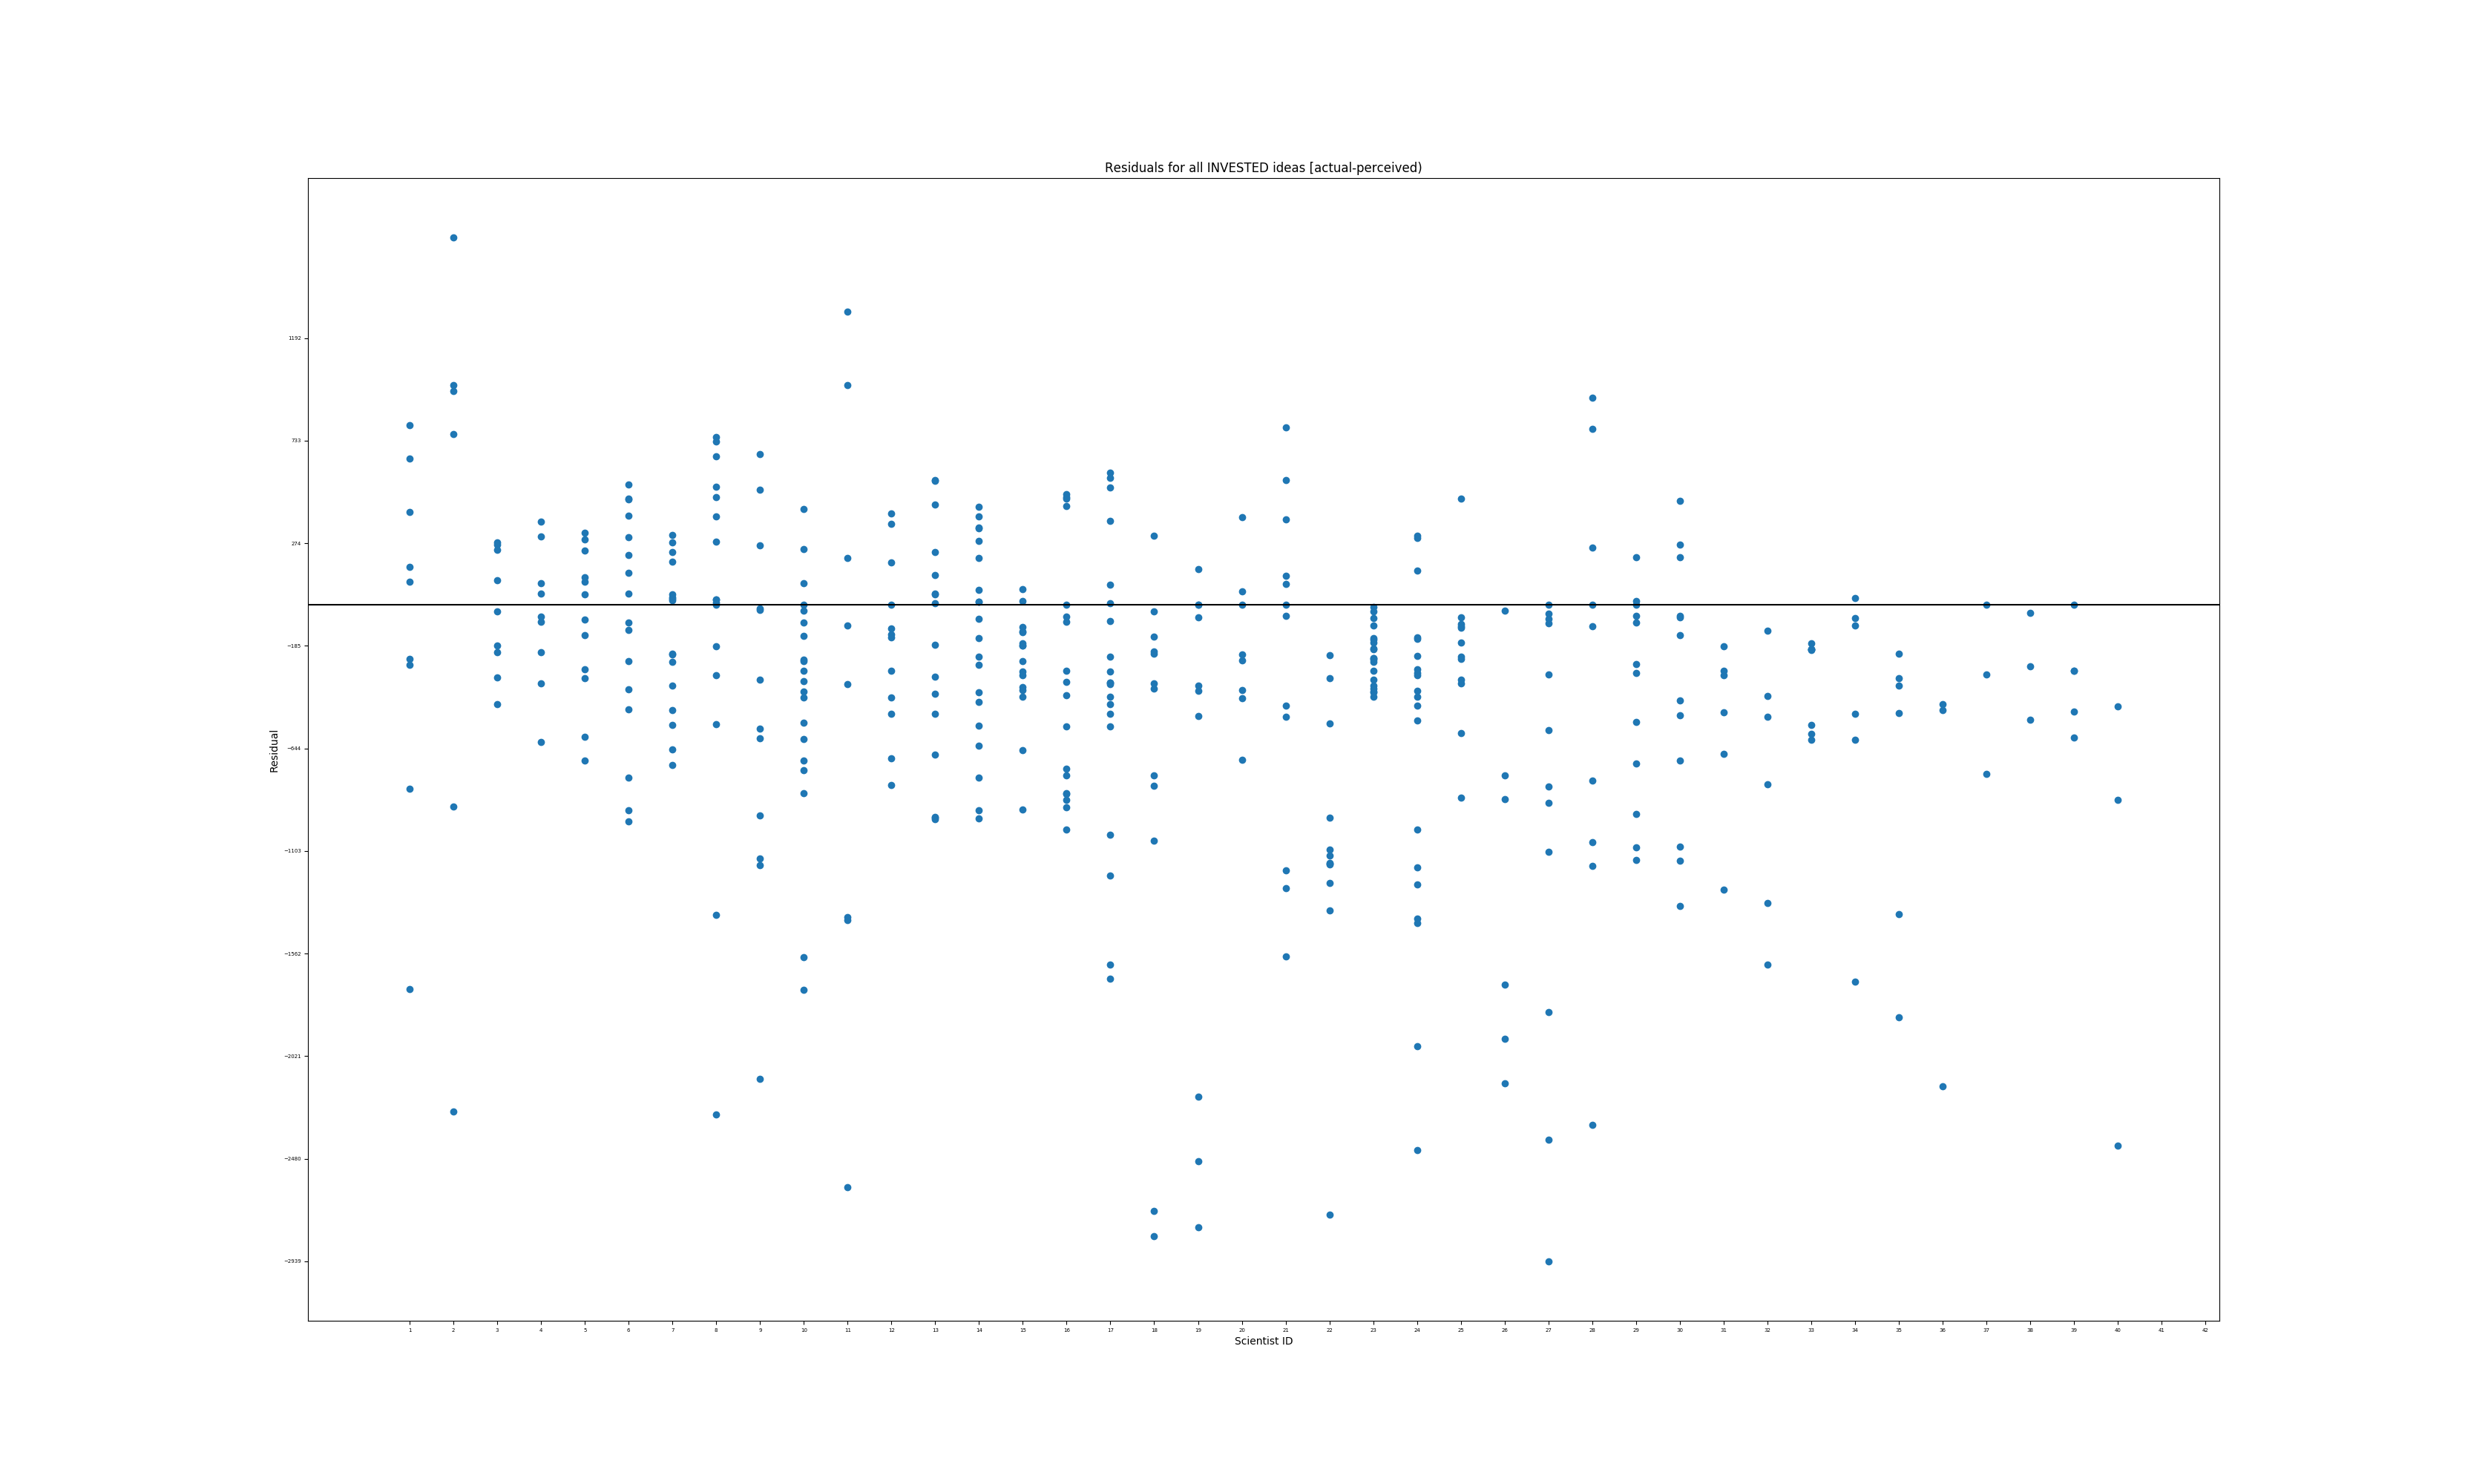 Residuals for all INVESTED ideas [actual-perceived)
1192
733
274
−185
−644
−1103
−1562
−2021
−2480
−2939
Residual
1 2 3 4 5 6 7 8 9 10 11 12 13 14 15 16 17 18 19 20 21 22 23 24 25 26 27 28 29 30 31 32 33 34 35 36 37 38 39 40 41 42
Scientist ID